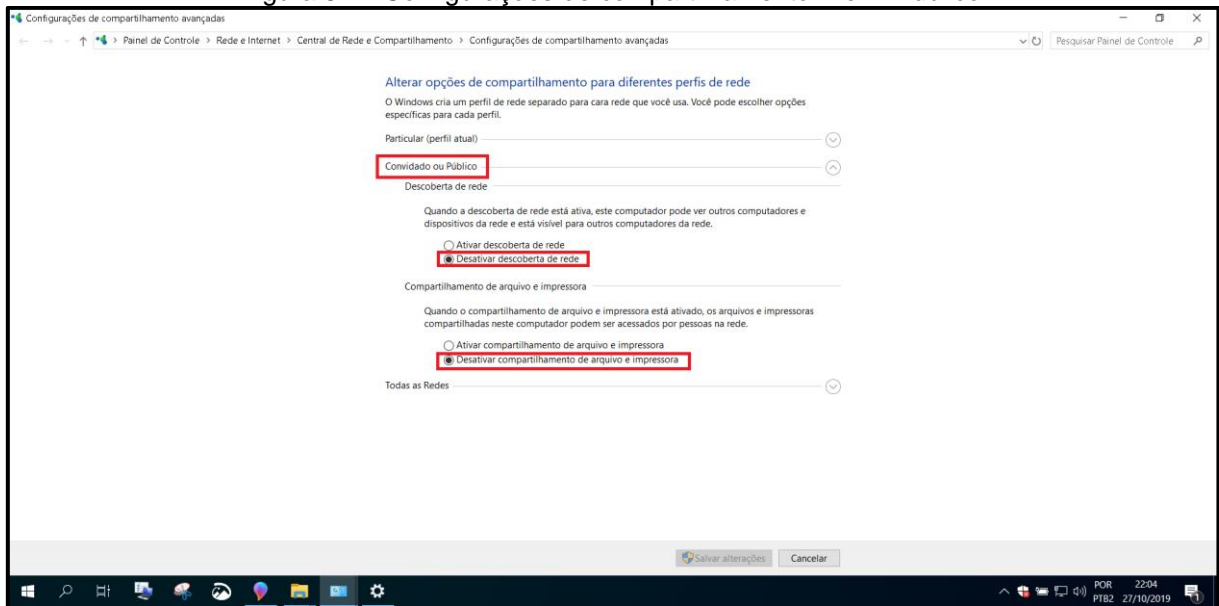 Configurações de compartilhamento avançadas
Painel de Controle > Rede e Internet > Central de Rede e Compartilhamento > Configurações de compartilhamento avançadas
Pesquisar Painel de Controle
Alterar opções de compartilhamento para diferentes perfis de rede
O Windows cria um perfil de rede separado para cara rede que você usa. Você pode escolher opções
específicas para cada perfil.
Particular (perfil atual)
Convidado ou Público
Descoberta de rede
Quando a descoberta de rede está ativa, este computador pode ver outros computadores e
dispositivos da rede e está visível para outros computadores da rede.
Ativar descoberta de rede
Desativar descoberta de rede
Compartilhamento de arquivo e impressora
Quando o compartilhamento de arquivo e impressora está ativado, os arquivos e impressoras
compartilhadas neste computador podem ser acessados por pessoas na rede.
Ativar compartilhamento de arquivo e impressora
Desativar compartilhamento de arquivo e impressora
Todas as Redes
Salvar alterações Cancelar
POR 22:04
PTB2 27/10/2019